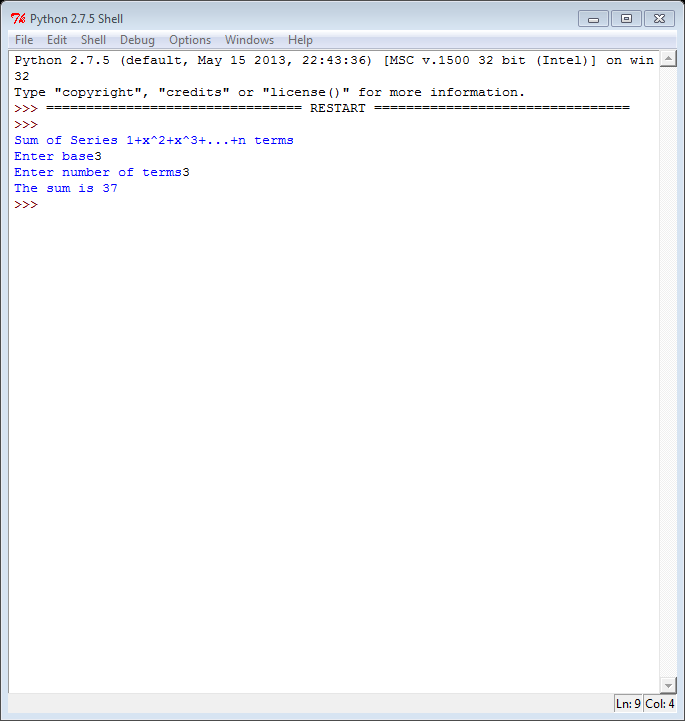 Python 2.7.5 Shell
File Edit Shell Debug Options Windows Help
Python 2.7.5 (default, May 15 2013, 22:43:36) [MSC v.1500 32 bit (Intel)] on win
32
Type "copyright", "credits" or "license()" for more information.
>>> ================================ RESTART ================================
>>>
Sum of Series 1+x^2+x^3+...+n terms
Enter base3
Enter number of terms3
The sum is 37
>>>
Ln: 9 Col: 4